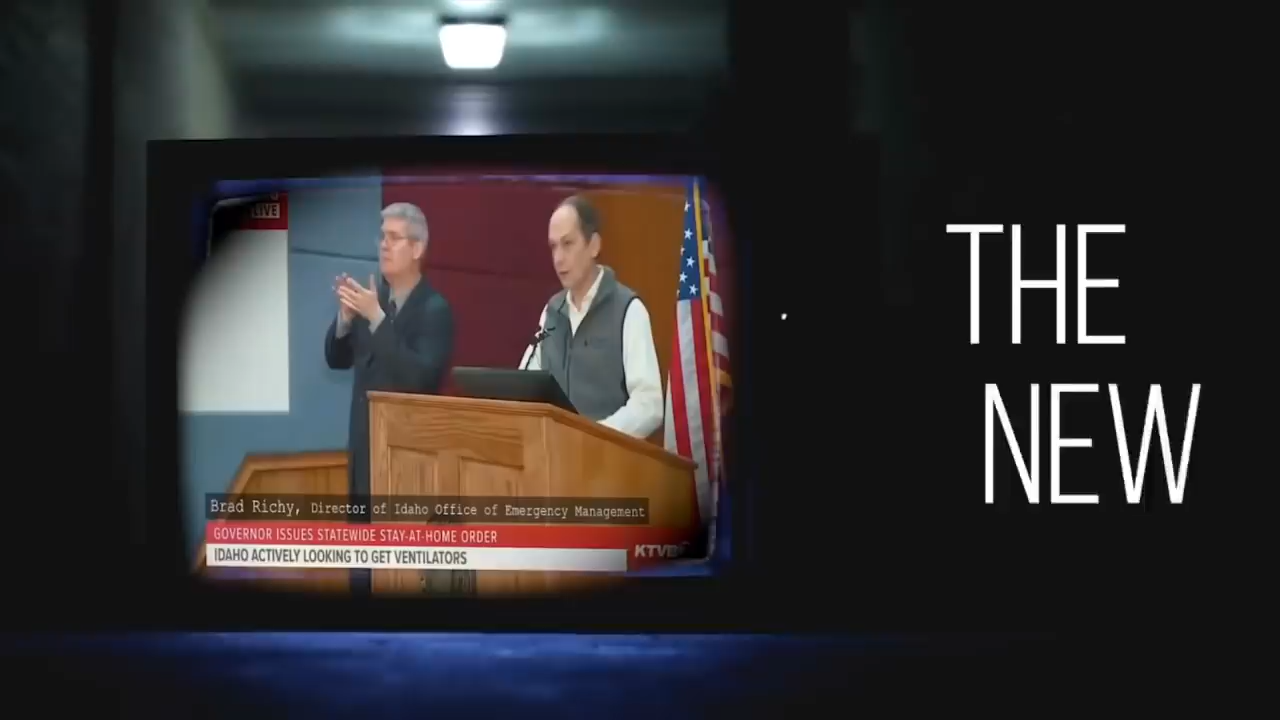 LIVE
Brad Richy, Director of Idaho Office of Emergency Management
GOVERNOR ISSUES STATEWIDE STAY-AT-HOME ORDER
IDAHO ACTIVELY LOOKING TO GET VENTILATORS
KTVB
THE
NEW